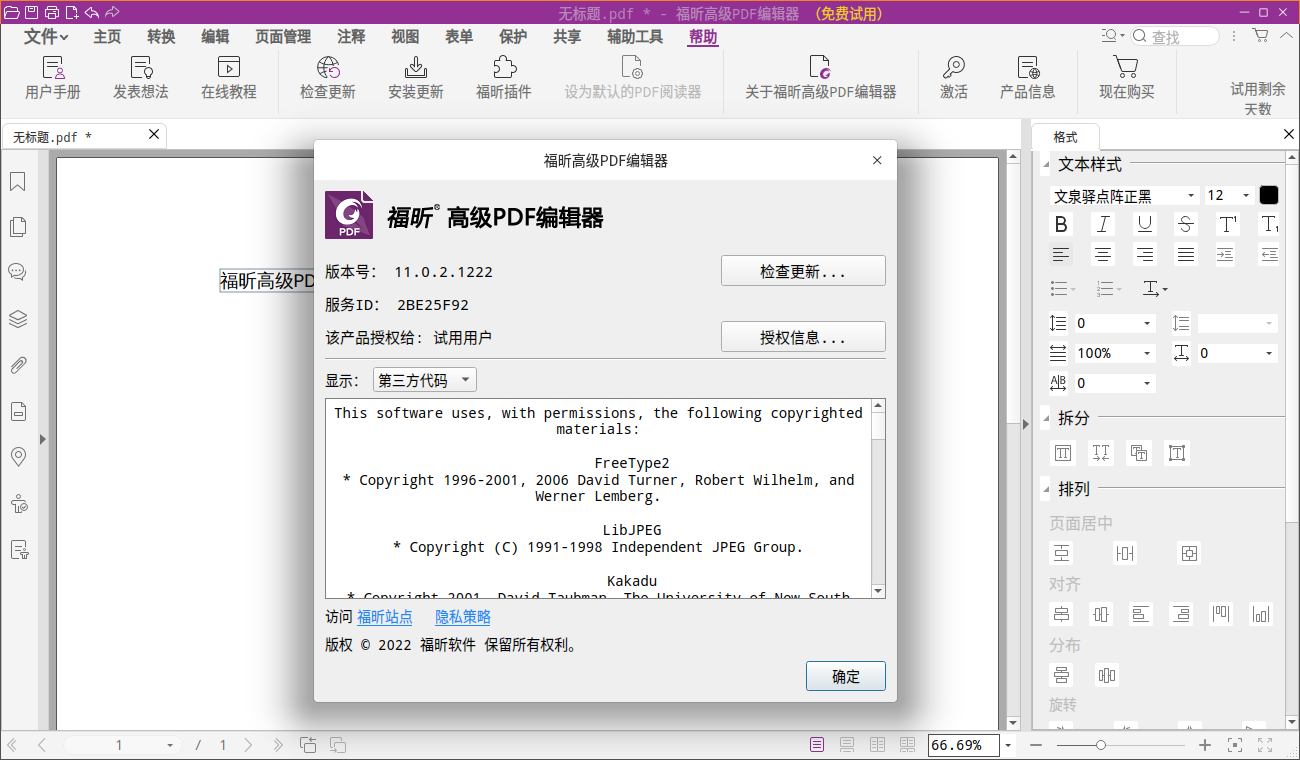 无标题.pdf * - 福昕高级PDF编辑器 （免费试用）
文件 主页 转换 编辑 页面管理 注释 视图 表单 保护 共享 辅助工具 帮助 查找
用户手册 发表想法 在线教程 检查更新 安装更新 福昕插件 设为默认的PDF阅读器 关于福昕高级PDF编辑器 激活 产品信息 现在购买 试用剩余
天数
无标题.pdf *
格式
福昕高级PD
福昕高级PDF编辑器
PDF
福昕® 高级PDF编辑器
版本号： 11.0.2.1222
检查更新...
服务ID： 2BE25F92
该产品授权给: 试用用户
授权信息...
显示： 第三方代码
This software uses, with permissions, the following copyrighted
materials:
FreeType2
* Copyright 1996-2001, 2006 David Turner, Robert Wilhelm, and
Werner Lemberg.
LibJPEG
* Copyright (C) 1991-1998 Independent JPEG Group.
Kakadu
* Copyright 2001, David Taubman, The University of New South
访问 福昕站点 隐私策略
版权 © 2022 福昕软件 保留所有权利。
确定
文本样式
文泉驿点阵正黑 12
0
100% 0
0
拆分
排列
页面居中
对齐
分布
旋转
1 / 1
66.69%